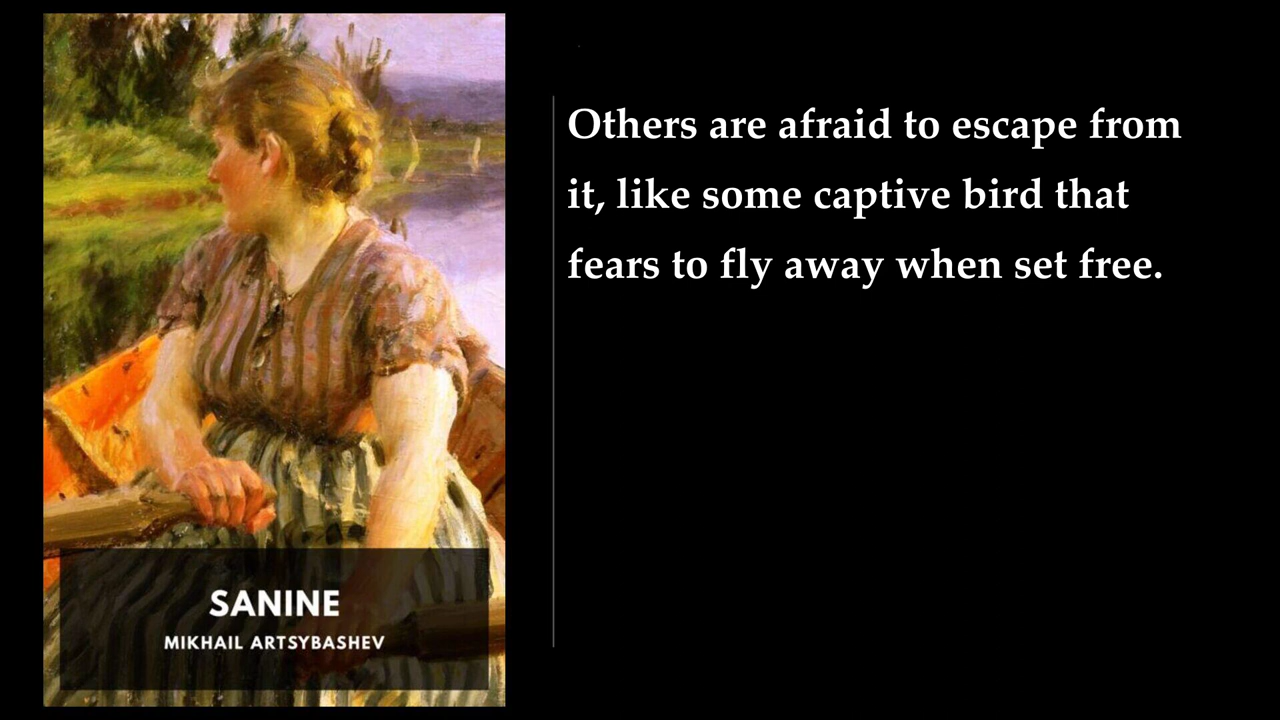 SANINE
MIKHAIL ARTSYBASHEV
Others are afraid to escape from
it, like some captive bird that
fears to fly away when set free.